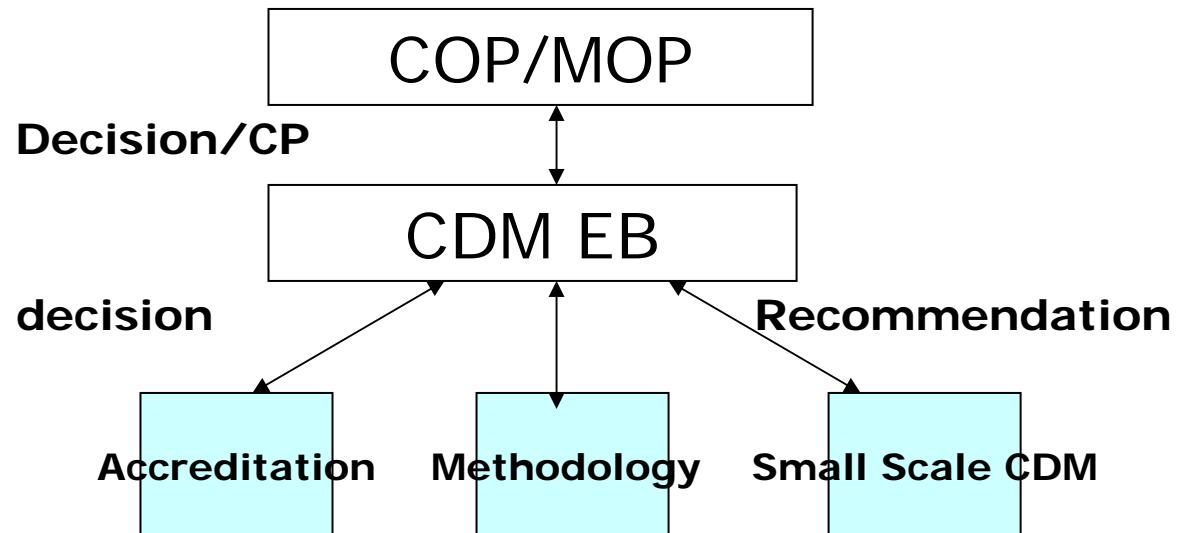 COP/MOP
Decision/CP
CDM EB
decision
Recommendation
Accreditation
Methodology
Small Scale CDM